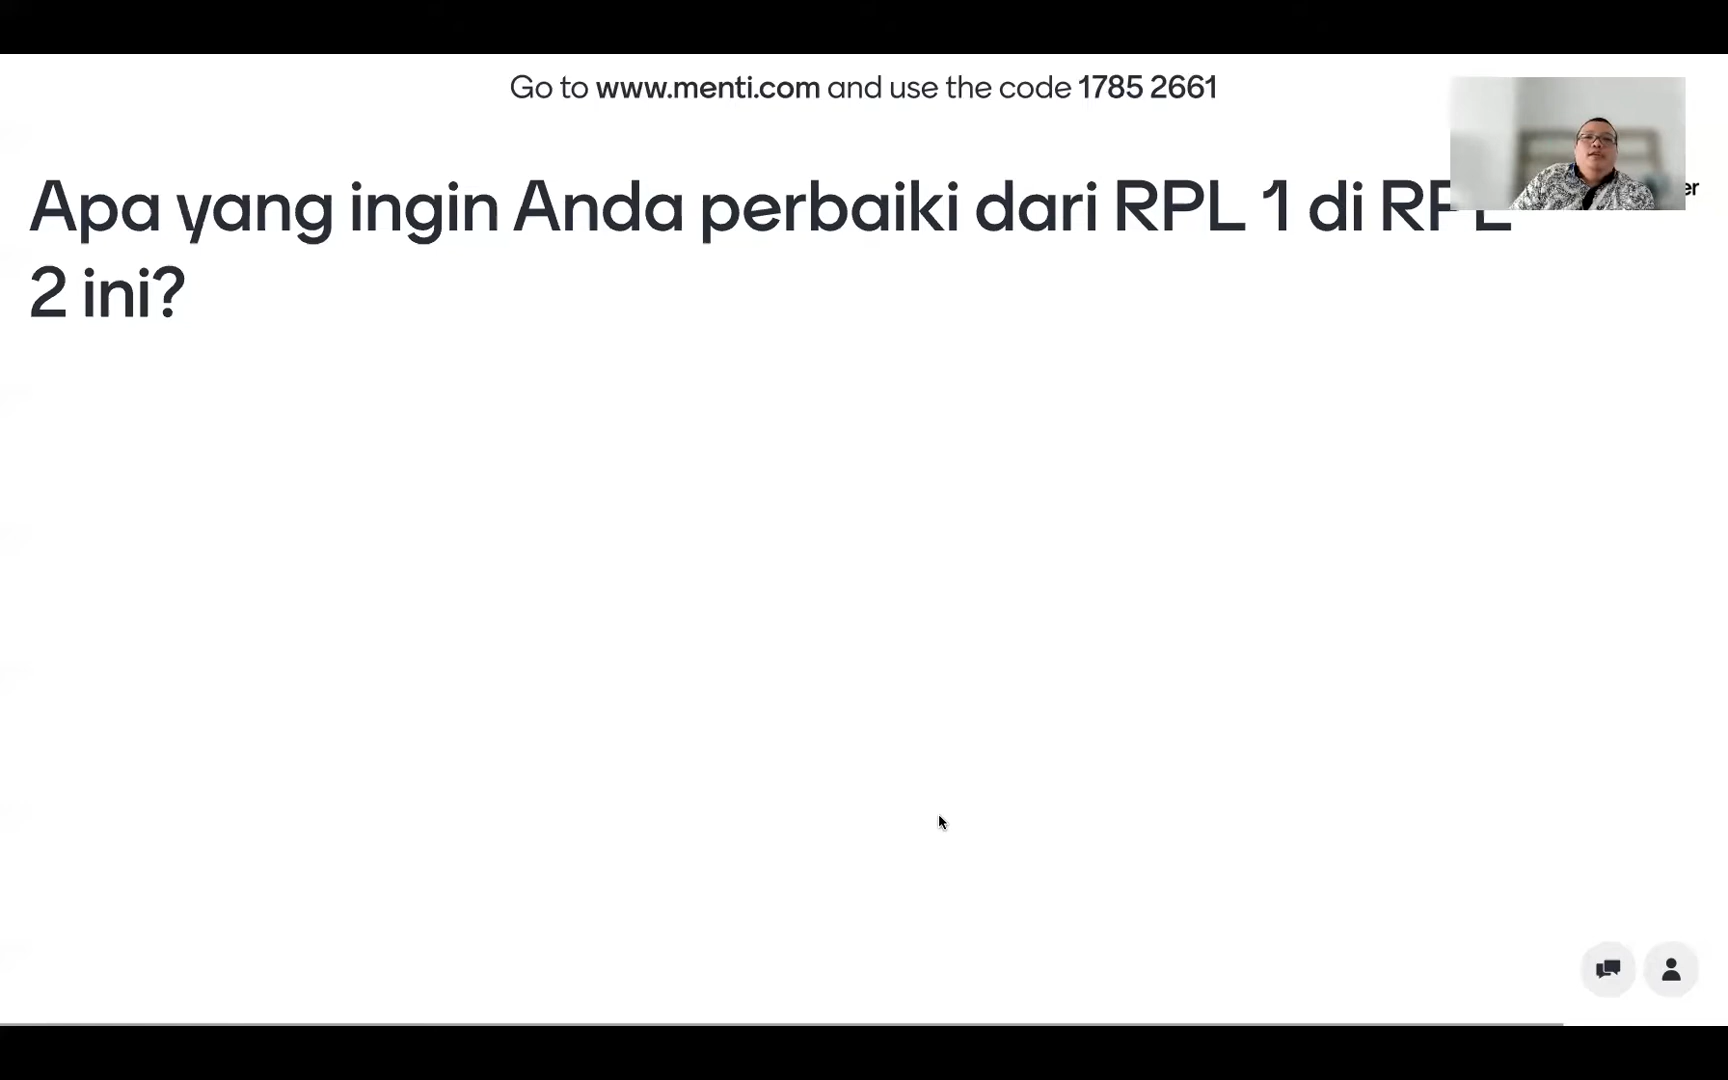 Go to www.menti.com and use the code 1785 2661
Apa yang ingin Anda perbaiki dari RPL 1 di RPL
2 ini?